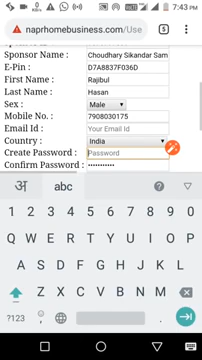 7:43 PM
naprhomebusiness.com/Use
5
Sponsor Name : Choudhary Sikandar Sam
E-Pin : D7A8837F036D
First Name : Rajibul
Last Name : Hasan
Sex : Male
Mobile No. : 7908030175
Email Id : Your Email Id
Country : India
Create Password : Password
Confirm Password : ••••••••••••
अ abc
1 2 3 4 5 6 7 8 9 0
Q W E R T Y U I O P
A S D F G H J K L
Z X C V B N M
?123 , .